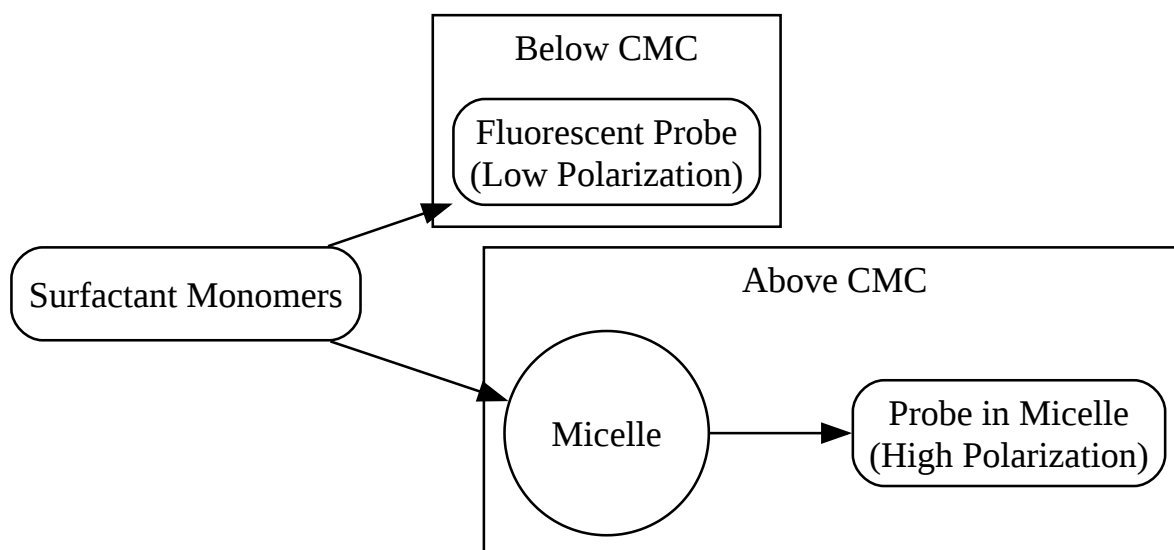 Below CMC
Fluorescent Probe
(Low Polarization)
Surfactant Monomers
Above CMC
Micelle
Probe in Micelle
(High Polarization)